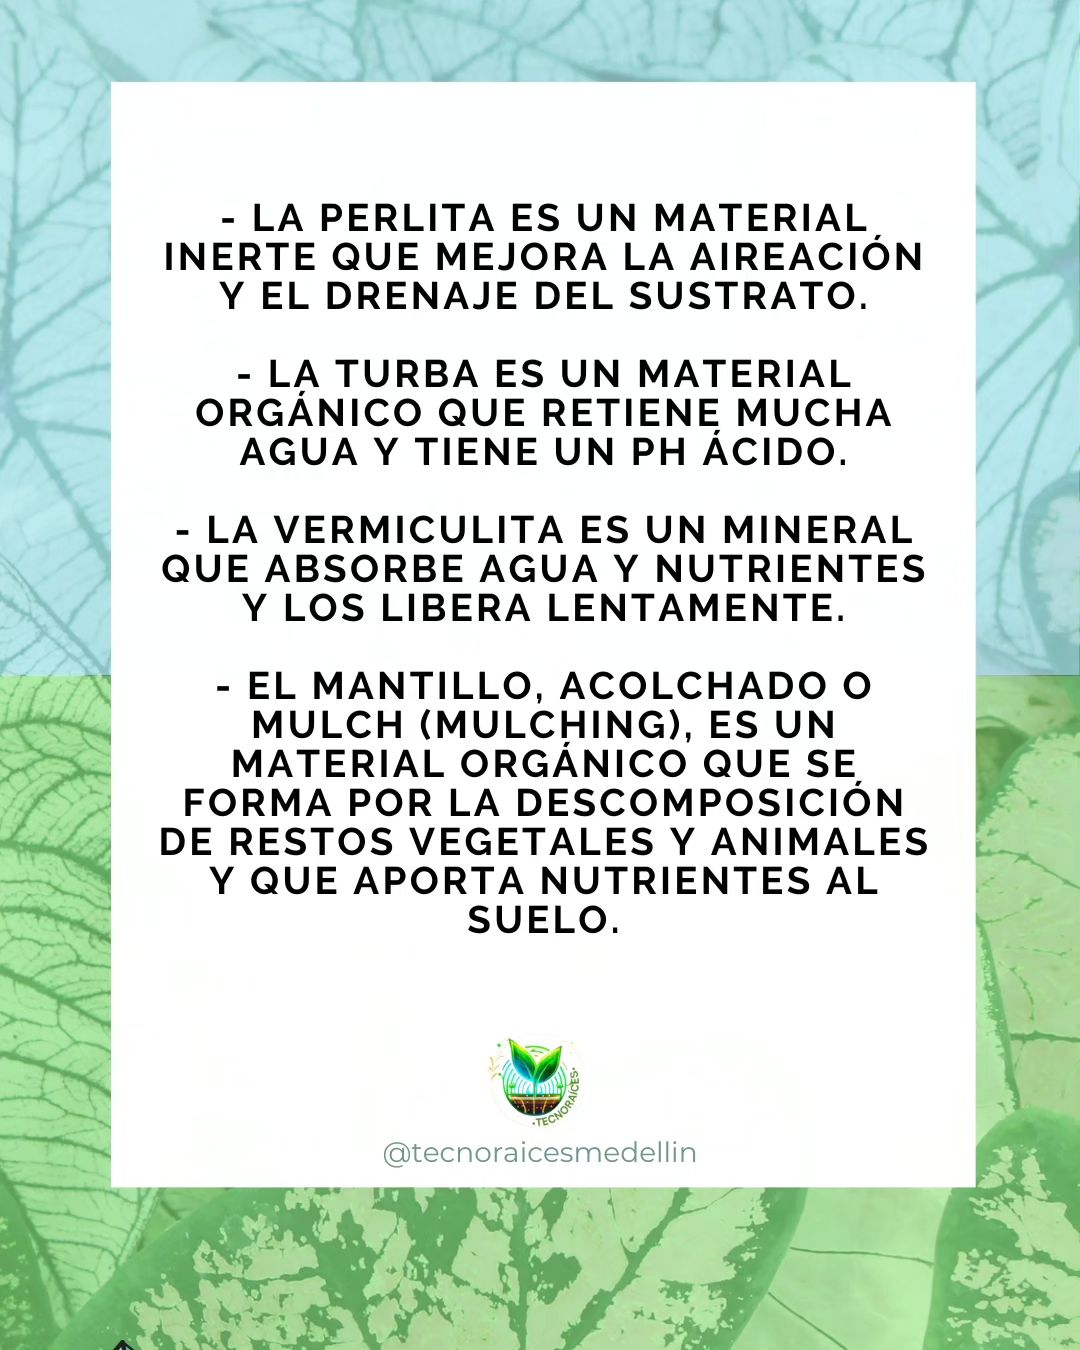 - LA PERLITA ES UN MATERIAL
INERTE QUE MEJORA LA AIREACIÓN
Y EL DRENAJE DEL SUSTRATO.
- LA TURBA ES UN MATERIAL
ORGÁNICO QUE RETIENE MUCHA
AGUA Y TIENE UN PH ÁCIDO.
- LA VERMICULITA ES UN MINERAL
QUE ABSORBE AGUA Y NUTRIENTES
Y LOS LIBERA LENTAMENTE.
- EL MANTILLO, ACOLCHADO O
MULCH (MULCHING), ES UN
MATERIAL ORGÁNICO QUE SE
FORMA POR LA DESCOMPOSICIÓN
DE RESTOS VEGETALES Y ANIMALES
Y QUE APORTA NUTRIENTES AL
SUELO.
•TECNORAÍCES•
@tecnoraicesmedellin